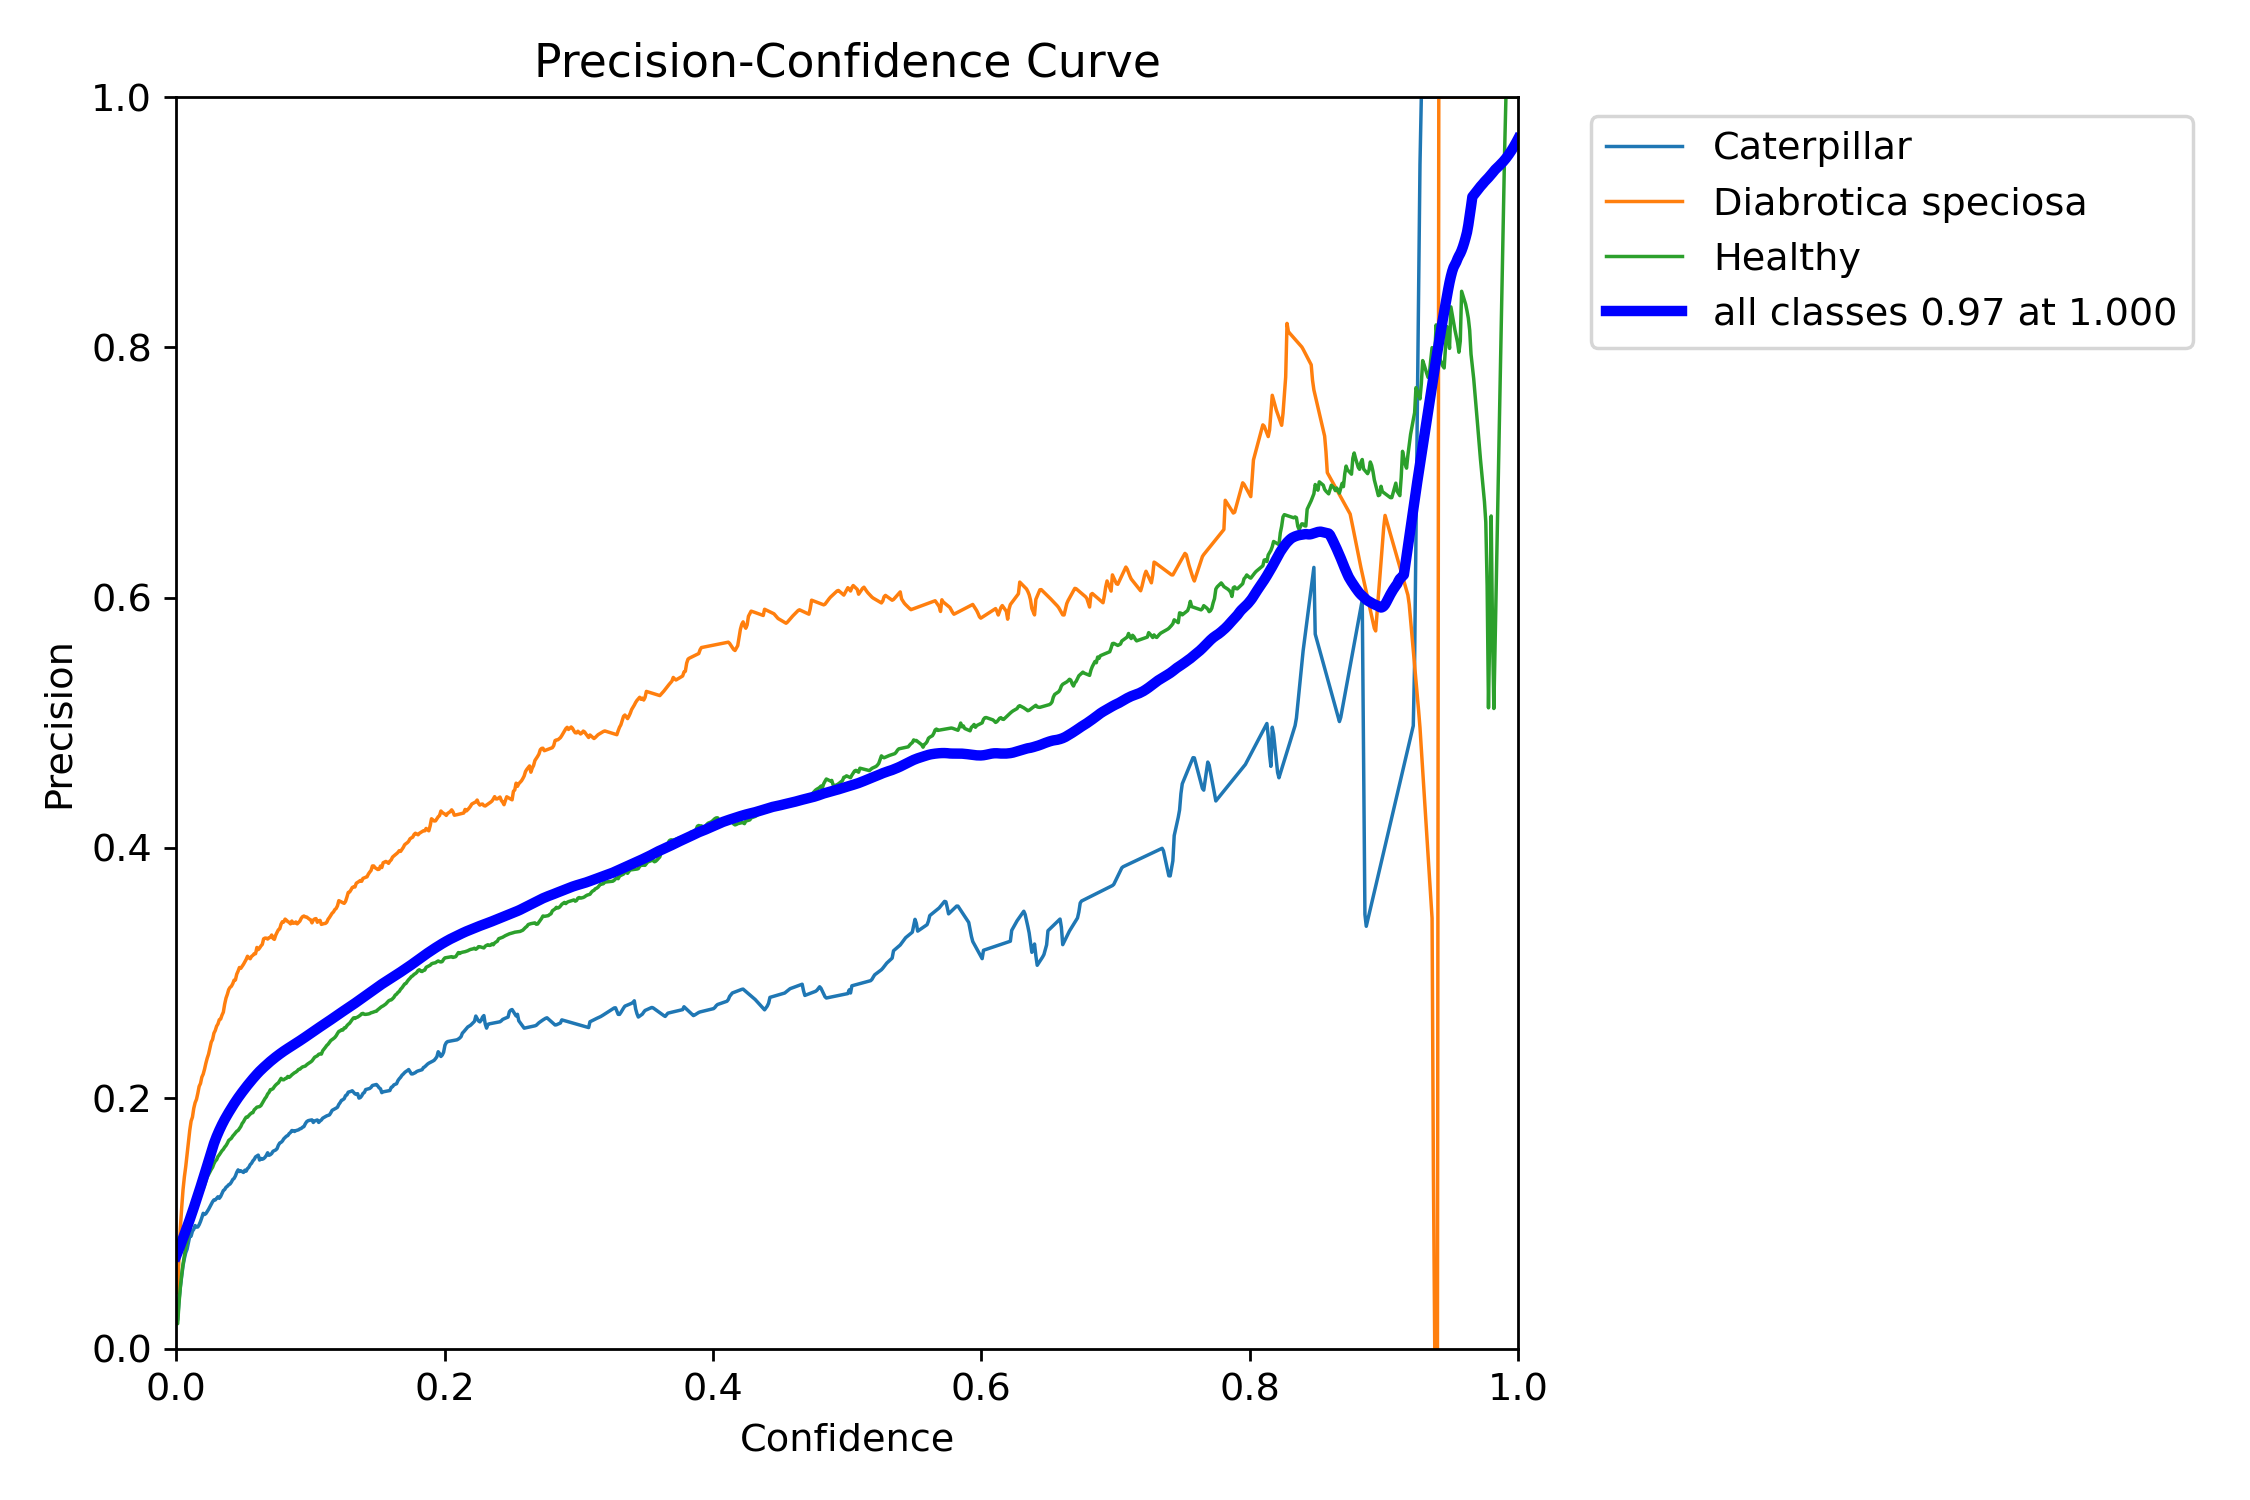 Precision-Confidence Curve
1.0
0.8
0.6
0.4
0.2
0.0
Precision
0.0 0.2 0.4 0.6 0.8 1.0
Confidence
Caterpillar
Diabrotica speciosa
Healthy
all classes 0.97 at 1.000